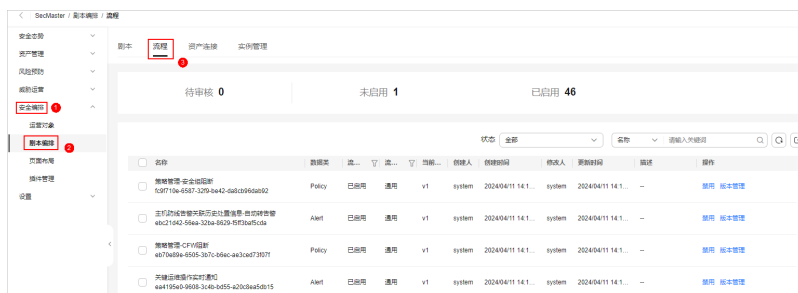 SecMaster / 剧本编排 / 流程
安全态势
资产管理
风险预防
威胁运营
安全编排 1
运营对象
剧本编排 2
页面布局
插件管理
设置
剧本 流程 资产连接 实例管理
3
待审核 0 未启用 1 已启用 46
状态 全部 名称 请输入关键词
名称 数据类 流... 流... 当前... 创建人 创建时间 修改人 更新时间 描述 操作
策略管理-安全组阻断
fc9f710e-6587-32f9-be42-da8cb96dab92
Policy 已启用 通用 v1 system 2024/04/11 14:1... system 2024/04/11 14:1... -- 禁用 版本管理
主机防线告警关联历史处置信息-自动转告警
ebc21d42-56ea-32ba-8629-f5ff3baf5cda
Alert 已启用 通用 v1 system 2024/04/11 14:1... system 2024/04/11 14:1... -- 禁用 版本管理
策略管理-CFW阻断
eb70e89e-6505-3b7c-b6ec-ae3ced73f07f
Policy 已启用 通用 v1 system 2024/04/11 14:1... system 2024/04/11 14:1... -- 禁用 版本管理
关键运维操作实时通知
ea4195e0-9608-3c4b-bd55-a20c8ea5db15
Alert 已启用 通用 v1 system 2024/04/11 14:1... system 2024/04/11 14:1... -- 禁用 版本管理